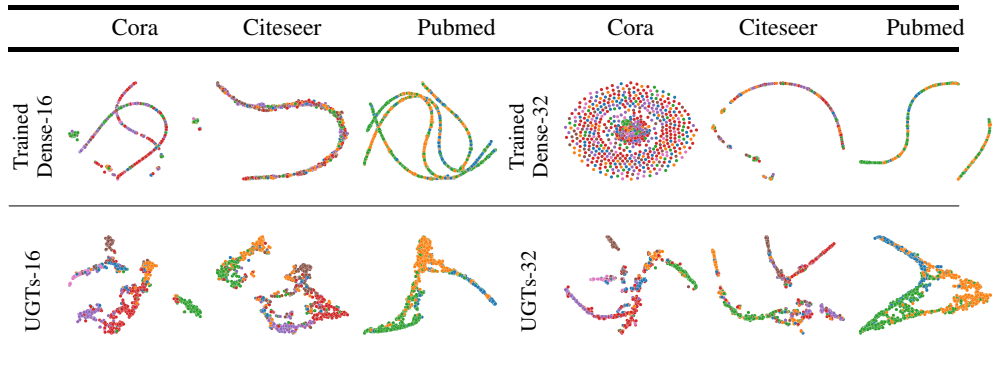 Cora Citeseer Pubmed Cora Citeseer Pubmed
Trained
Dense-16
Trained
Dense-32
UGTs-16
UGTs-32